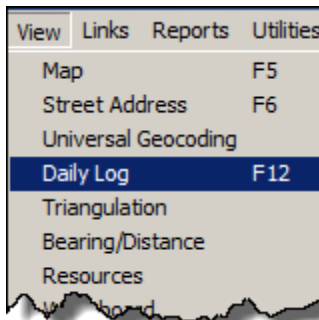 View Links Reports Utilities
Map F5
Street Address F6
Universal Geocoding
Daily Log F12
Triangulation
Bearing/Distance
Resources